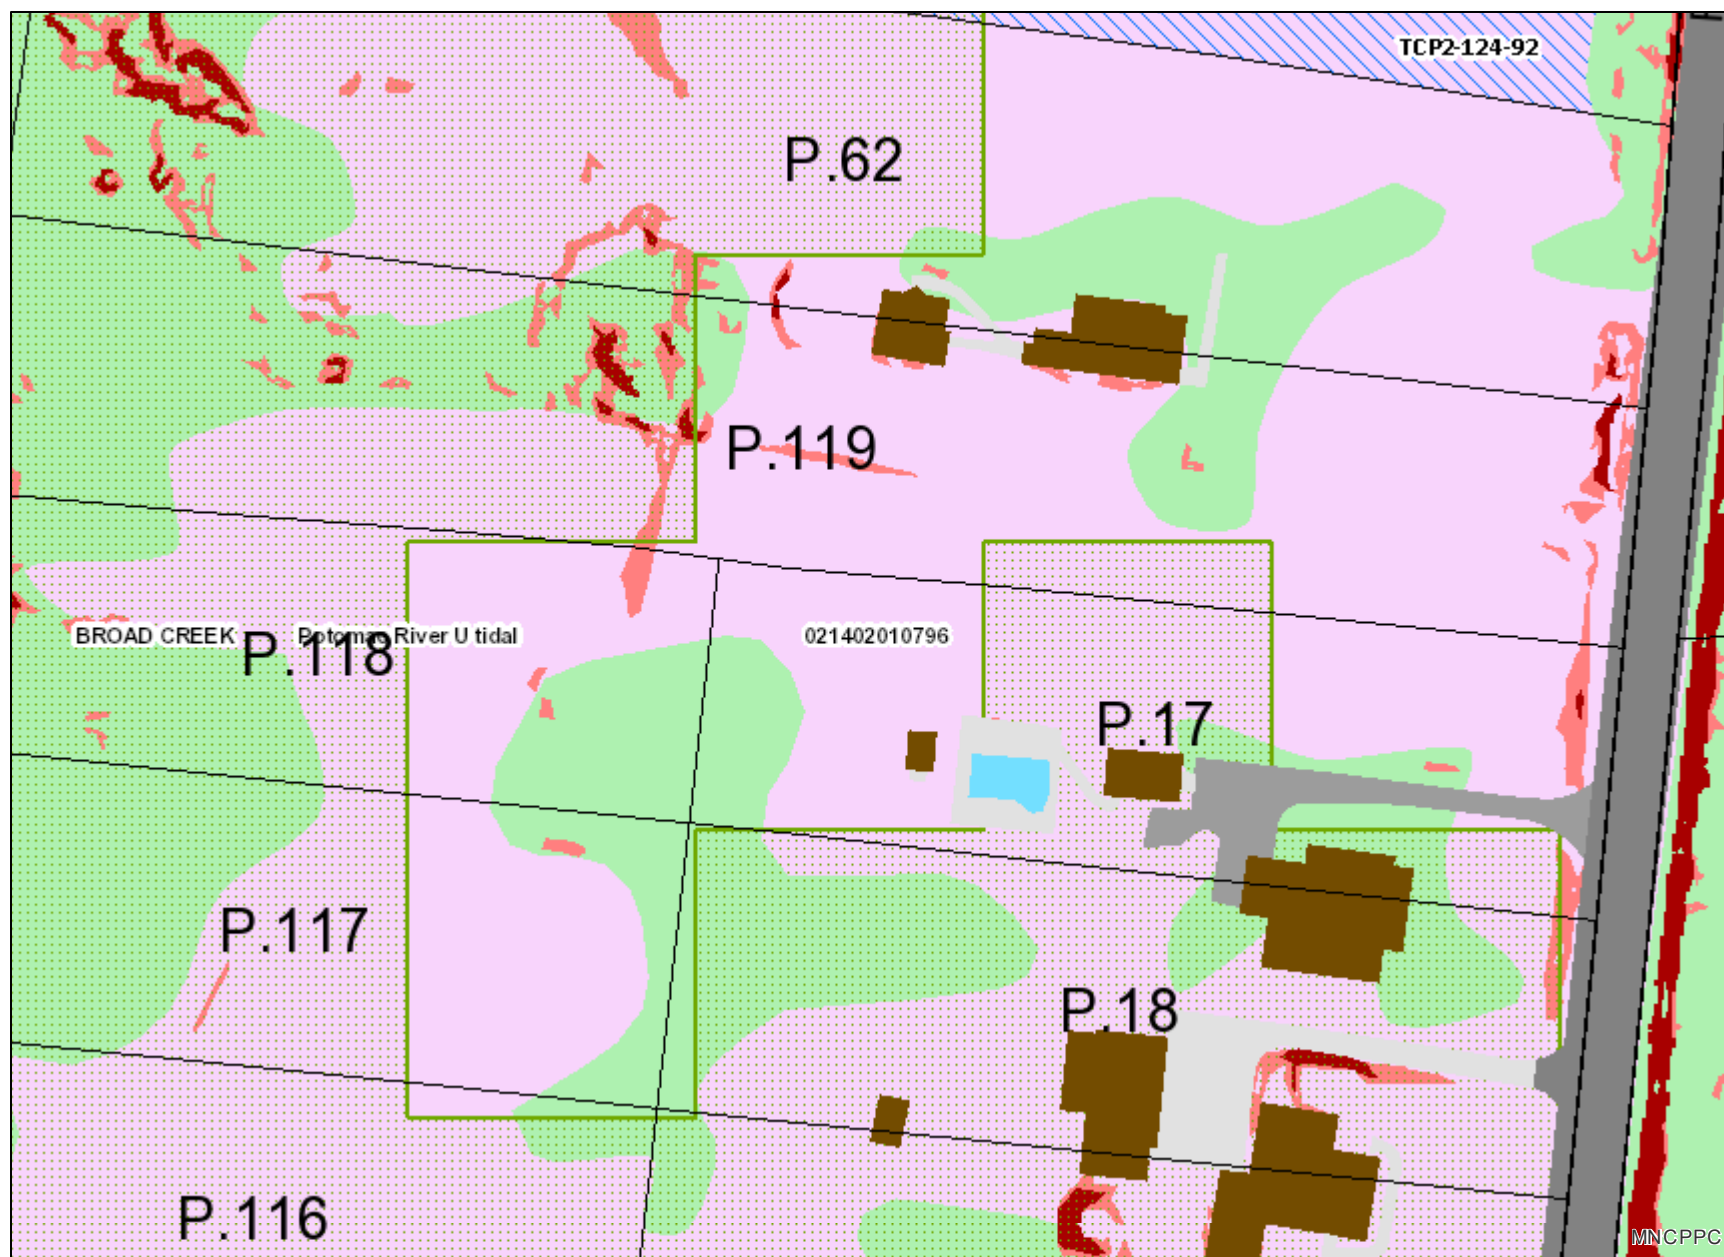 TCP2-124-92
P.62
P.119
BROAD CREEK
Potomac River U tidal
021402010796
P.118
P.17
P.117
P.18
P.116
MNCPPC